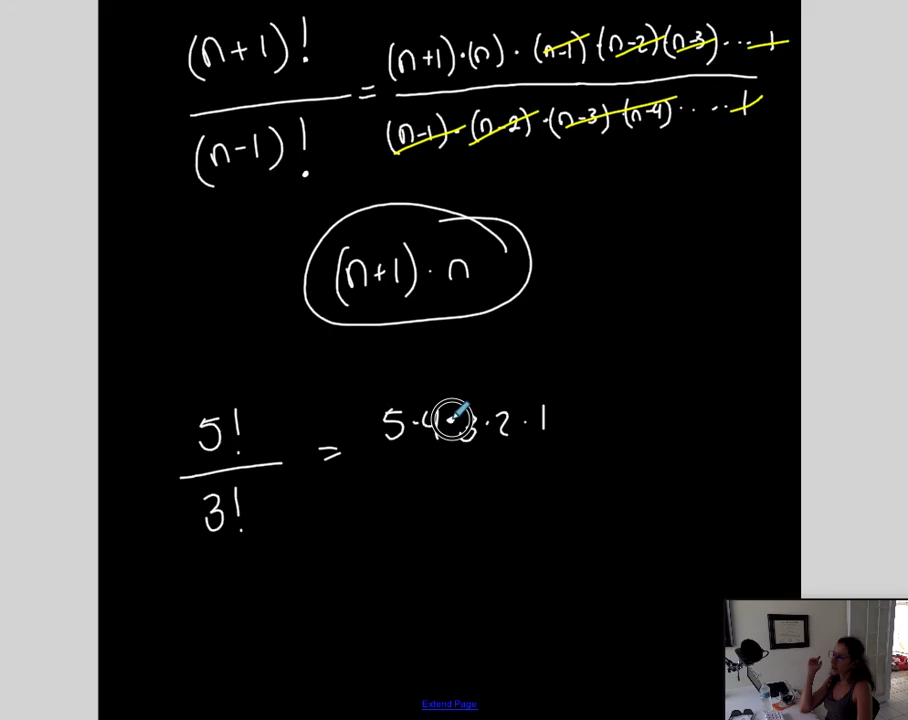 (n+1)! / (n-1)! = (n+1)·(n)·(n-1)·(n-2)(n-3)···1 / (n-1)·(n-2)·(n-3)(n-4)····1
(n+1)·n
5! / 3! = 5·4·3·2·1
Extend Page